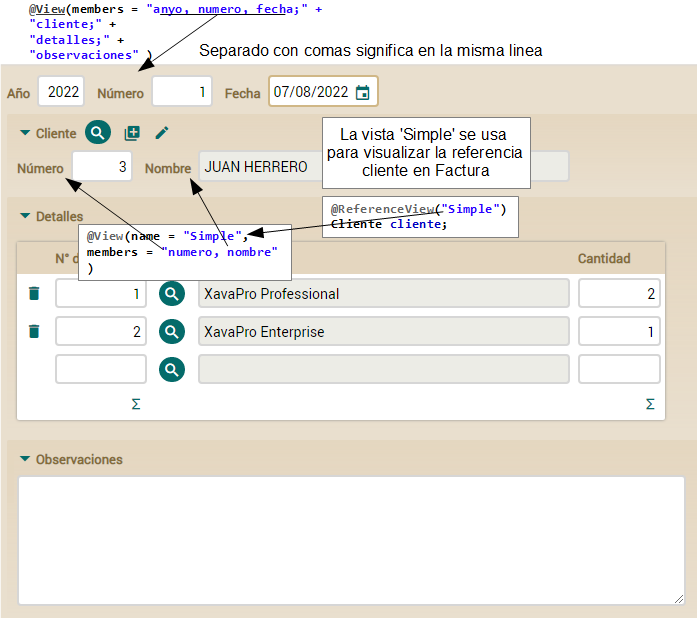 @View(members = "anyo, numero, fecha;" +
"cliente;" +
"detalles;" +
"observaciones" )
Separado con comas significa en la misma linea
Año 2022 Número 1 Fecha 07/08/2022
Cliente
Número 3 Nombre JUAN HERRERO
La vista 'Simple' se usa
para visualizar la referencia
cliente en Factura
@ReferenceView("Simple")
Cliente cliente;
Detalles
@View(name = "Simple",
members = "numero, nombre"
)
N° Cantidad
1 XavaPro Professional 2
2 XavaPro Enterprise 1
Σ Σ
Observaciones